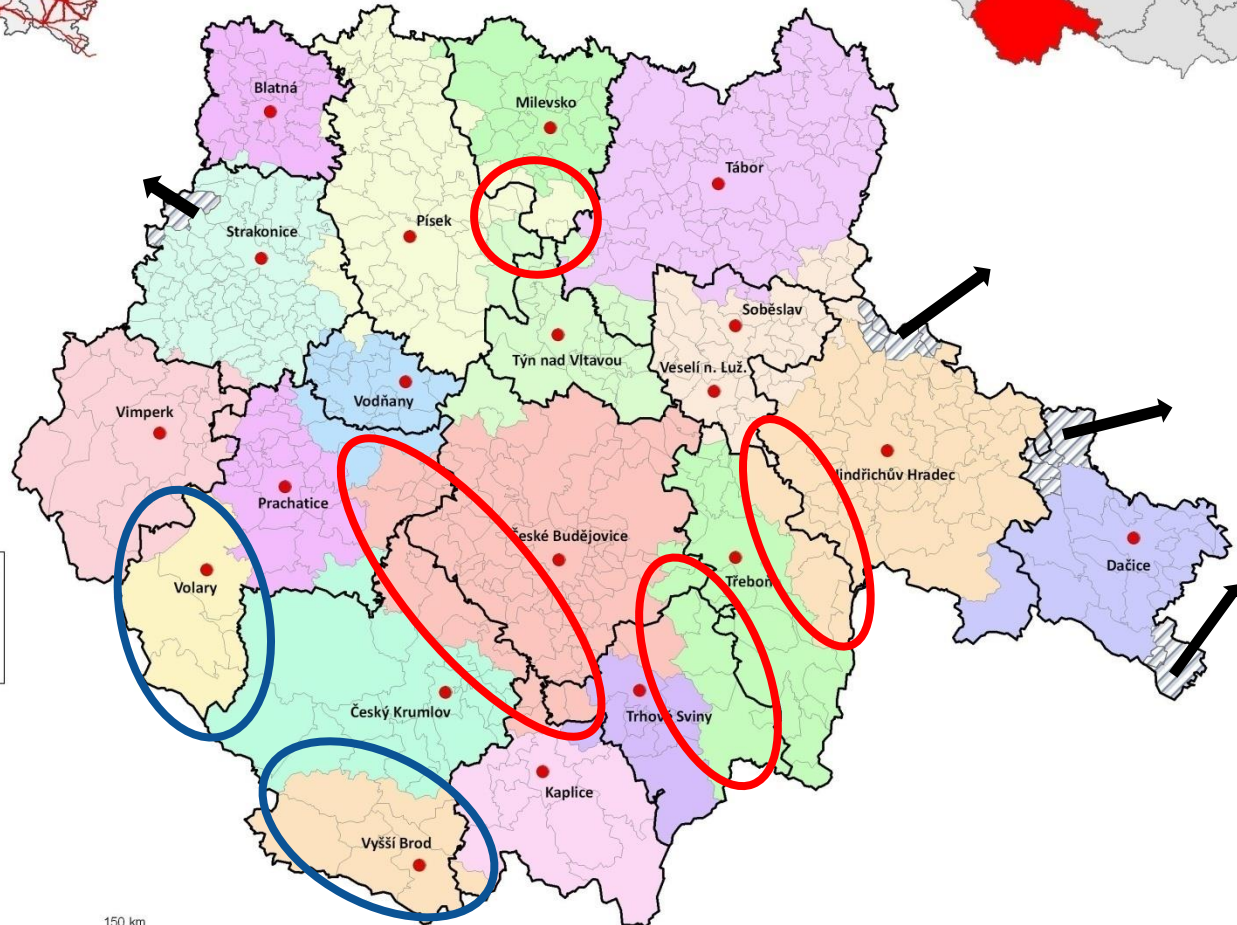 Blatná
Milevsko
Tábor
Písek
Strakonice
Soběslav
Týn nad Vltavou
Veselí n. Luž.
Vodňany
Vimperk
Jindřichův Hradec
Prachatice
České Budějovice
Dačice
Třeboň
Volary
Český Krumlov
Trhové Sviny
Kaplice
Vyšší Brod
150 km